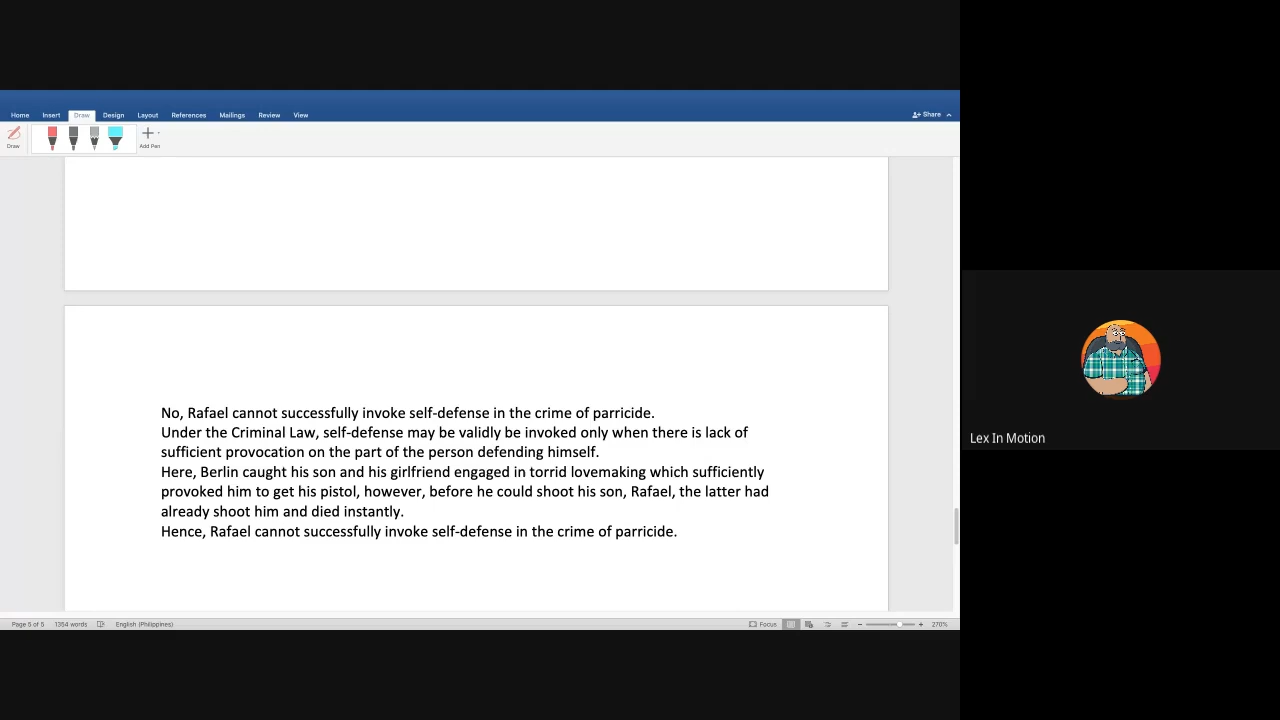 Home Insert Draw Design Layout References Mailings Review View Share
Draw Add Pen
No, Rafael cannot successfully invoke self-defense in the crime of parricide.
Under the Criminal Law, self-defense may be validly be invoked only when there is lack of
sufficient provocation on the part of the person defending himself.
Here, Berlin caught his son and his girlfriend engaged in torrid lovemaking which sufficiently
provoked him to get his pistol, however, before he could shoot his son, Rafael, the latter had
already shoot him and died instantly.
Hence, Rafael cannot successfully invoke self-defense in the crime of parricide.
Lex In Motion
Page 5 of 5 1354 words English (Philippines) Focus 270%